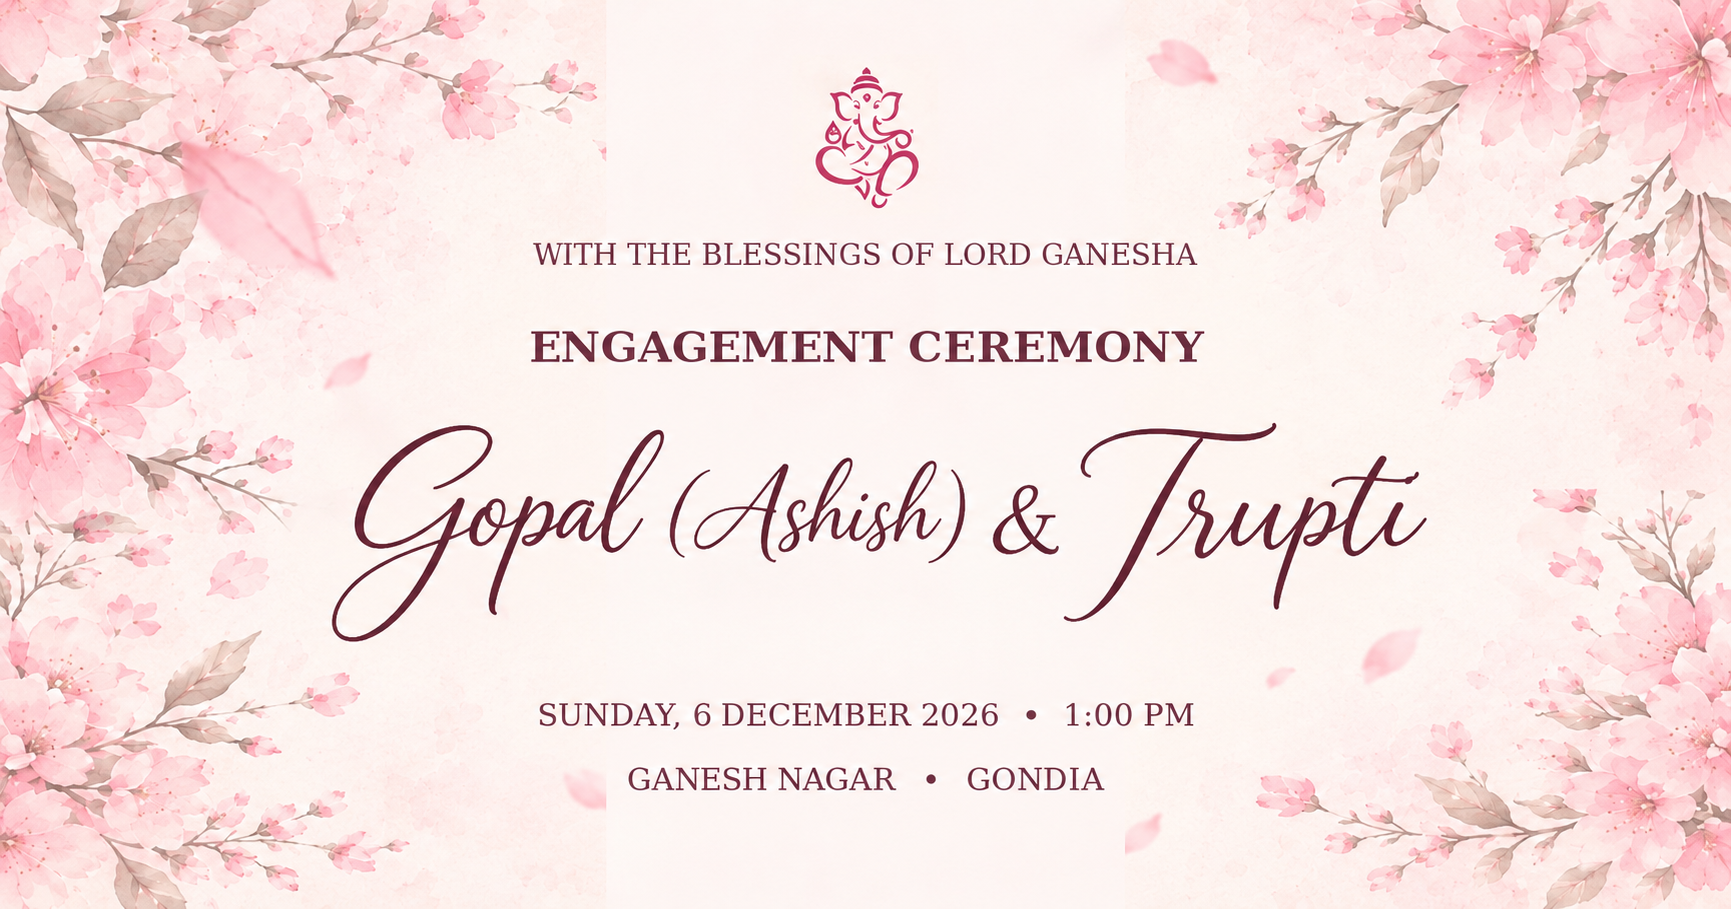 WITH THE BLESSINGS OF LORD GANESHA
ENGAGEMENT CEREMONY
Gopal (Ashish) & Trupti
SUNDAY, 6 DECEMBER 2026 • 1:00 PM
GANESH NAGAR • GONDIA